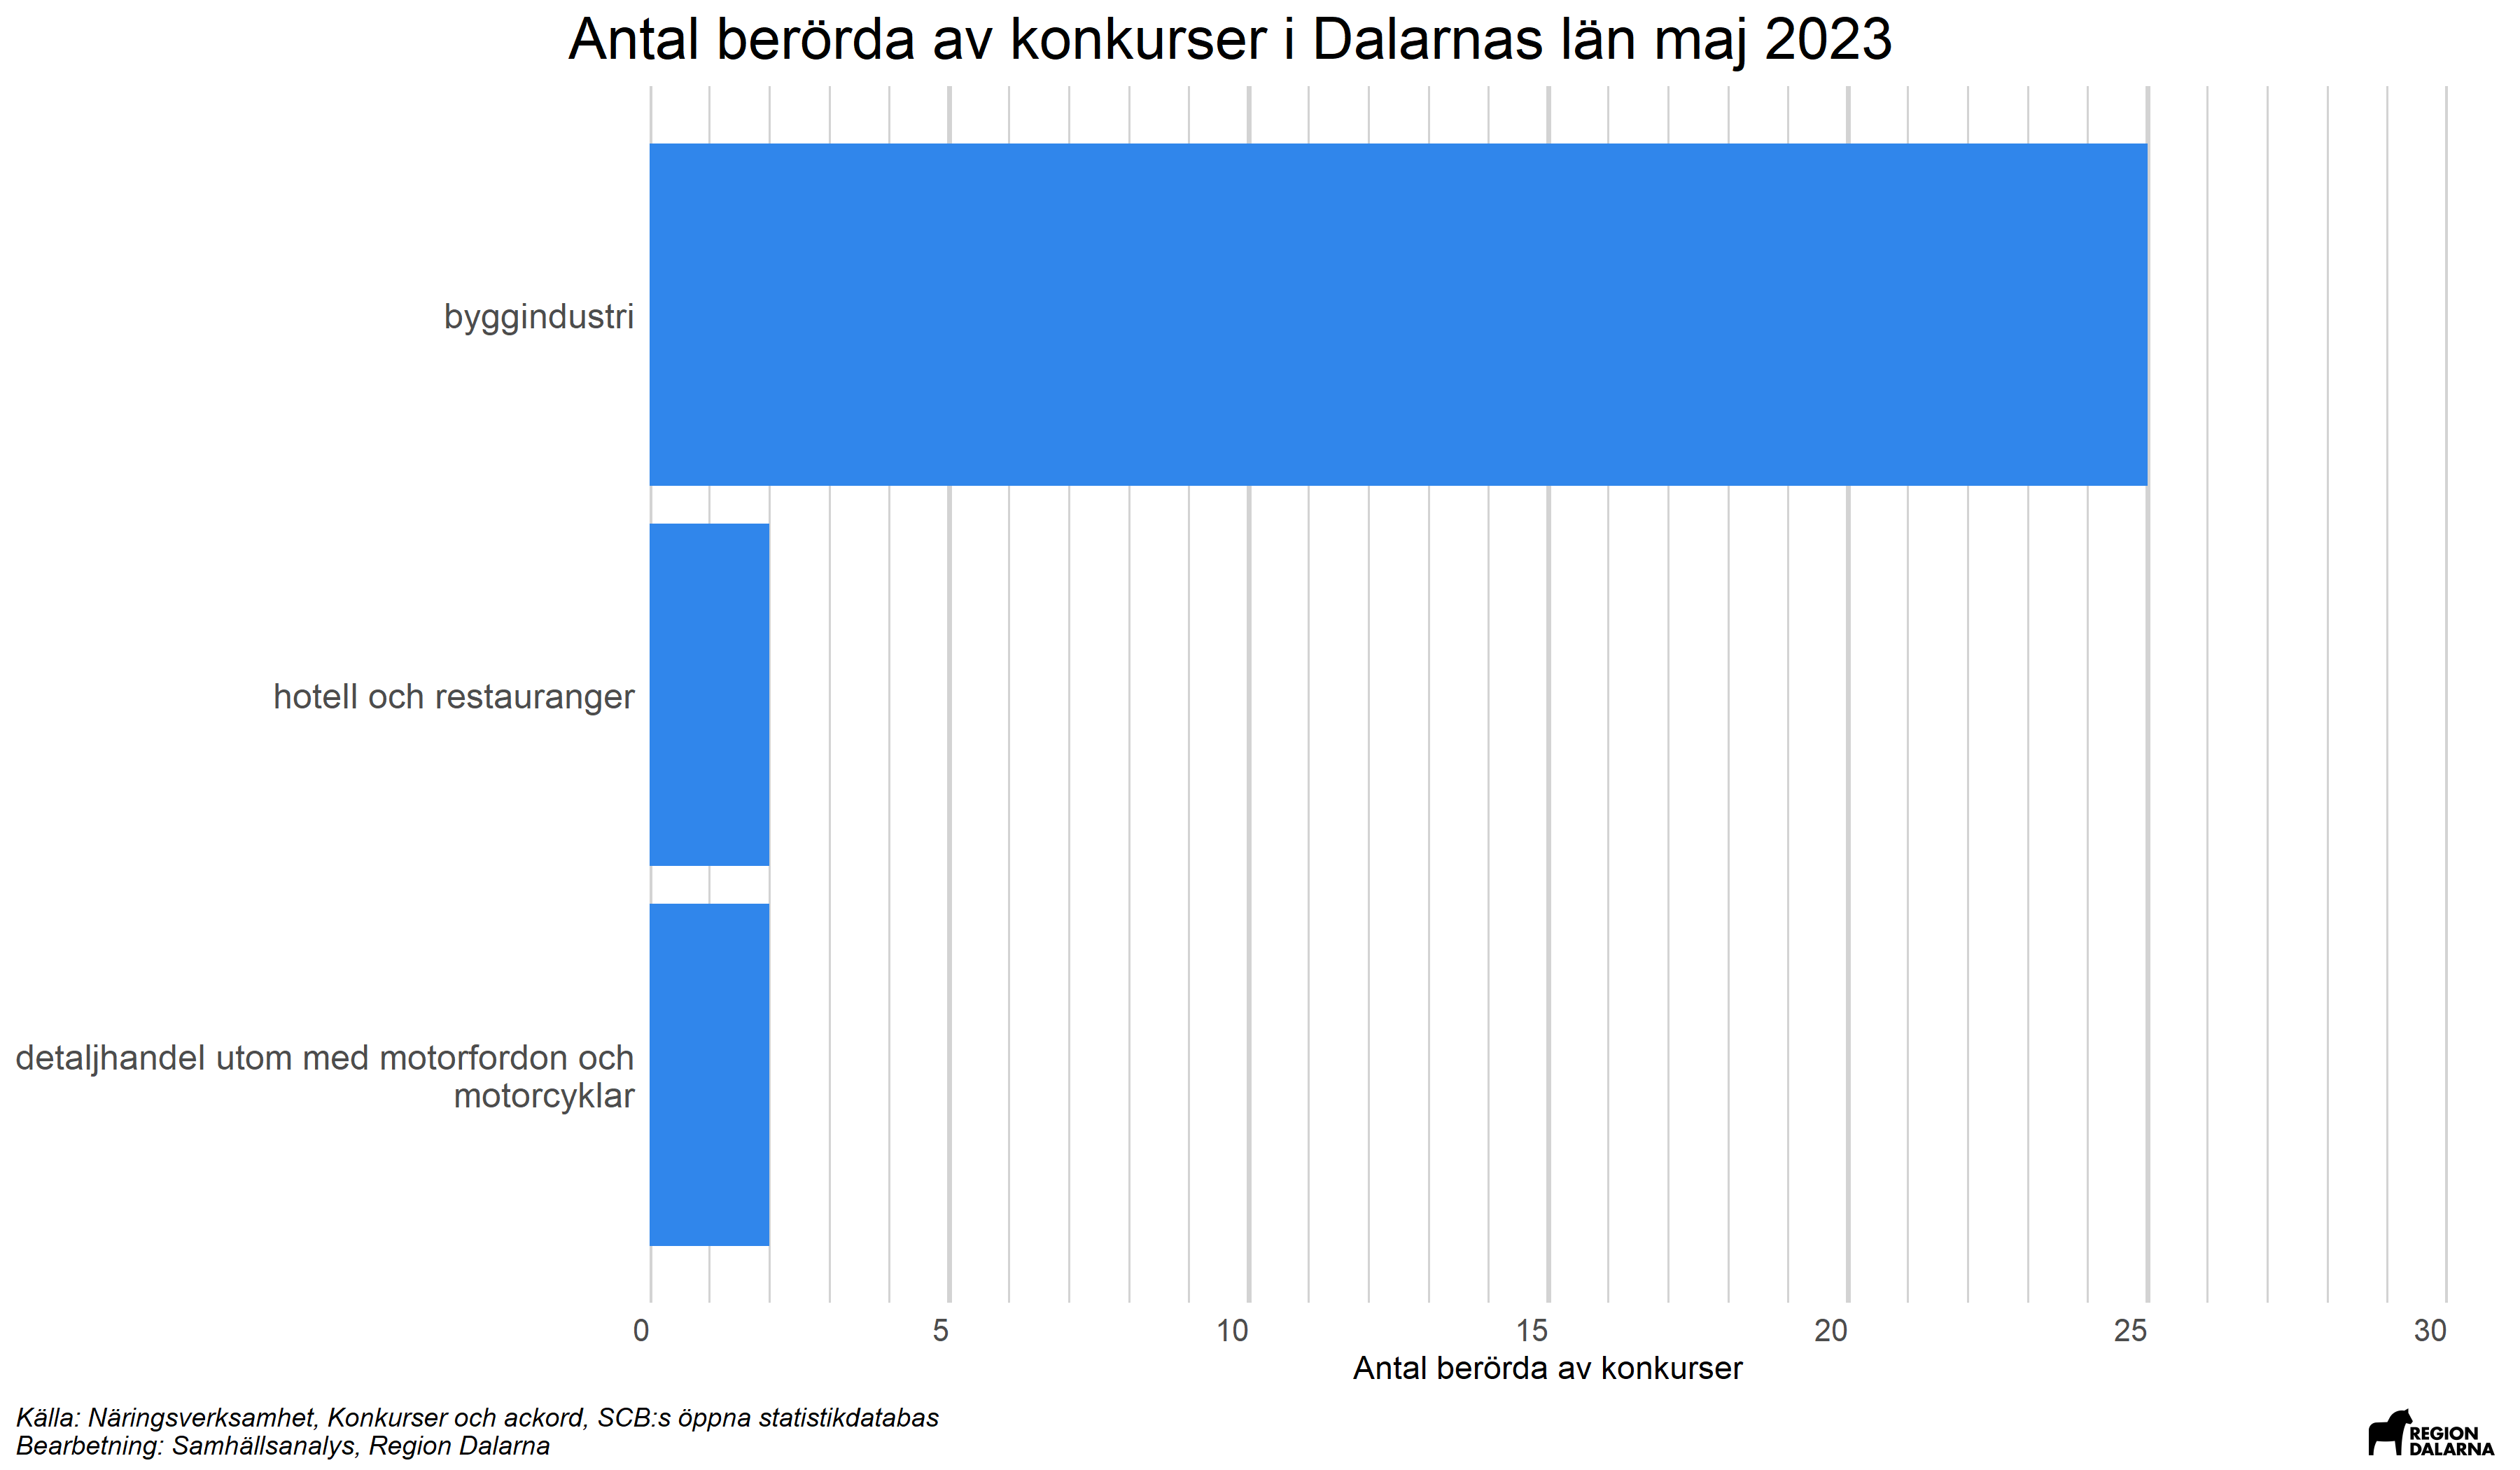 Antal berörda av konkurser i Dalarnas län maj 2023
byggindustri
hotell och restauranger
detaljhandel utom med motorfordon och
motorcyklar
0 5 10 15 20 25 30
Antal berörda av konkurser
Källa: Näringsverksamhet, Konkurser och ackord, SCB:s öppna statistikdatabas
Bearbetning: Samhällsanalys, Region Dalarna
REGION
DALARNA